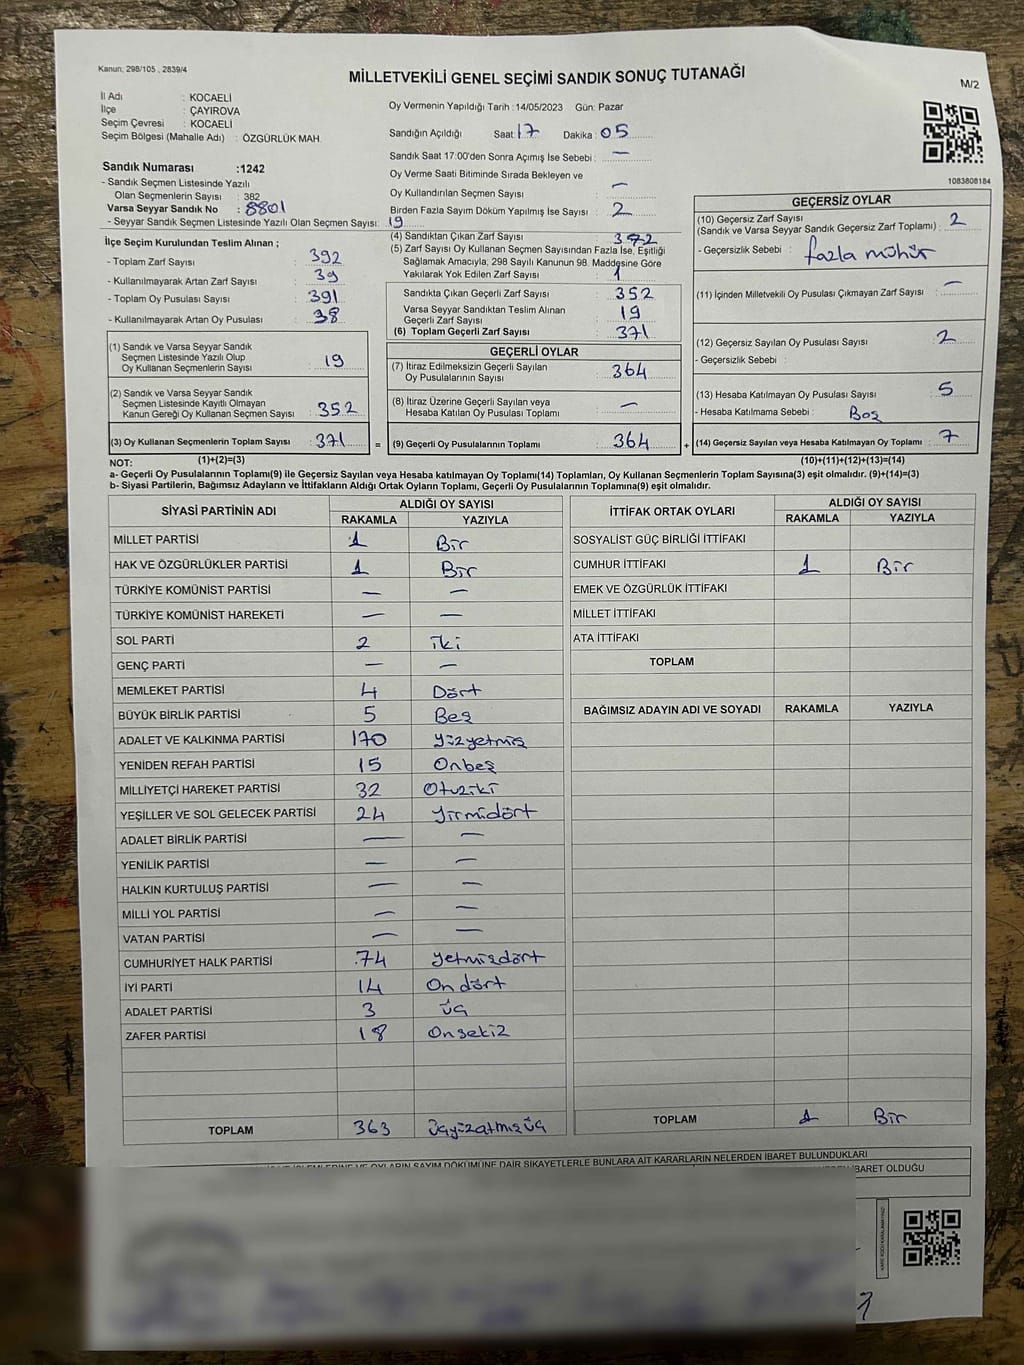 Kanun; 298/105 , 2839/4
MİLLETVEKİLİ GENEL SEÇİMİ SANDIK SONUÇ TUTANAĞI
M/2
İl Adı : KOCAELİ
İlçe : ÇAYIROVA
Seçim Çevresi : KOCAELİ
Seçim Bölgesi (Mahalle Adı) : ÖZGÜRLÜK MAH
Sandık Numarası :1242
- Sandık Seçmen Listesinde Yazılı
Olan Seçmenlerin Sayısı : 382
Varsa Seyyar Sandık No : 8801
- Seyyar Sandık Seçmen Listesinde Yazılı Olan Seçmen Sayısı: 19
İlçe Seçim Kurulundan Teslim Alınan ;
- Toplam Zarf Sayısı : 392
- Kullanılmayarak Artan Zarf Sayısı : 39
- Toplam Oy Pusulası Sayısı : 391
- Kullanılmayarak Artan Oy Pusulası : 38
(1) Sandık ve Varsa Seyyar Sandık
Seçmen Listesinde Yazılı Olup
Oy Kullanan Seçmenlerin Sayısı : 19
(2) Sandık ve Varsa Seyyar Sandık
Seçmen Listesinde Kayıtlı Olmayan
Kanun Gereği Oy Kullanan Seçmen Sayısı : 352
(3) Oy Kullanan Seçmenlerin Toplam Sayısı : 371 =
(1)+(2)=(3)
Oy Vermenin Yapıldığı Tarih :14/05/2023 Gün: Pazar
Sandığın Açıldığı Saat: 17 Dakika : 05
Sandık Saat 17:00'den Sonra Açımış İse Sebebi : —
Oy Verme Saati Bitiminde Sırada Bekleyen ve
Oy Kullandırılan Seçmen Sayısı : —
Birden Fazla Sayım Döküm Yapılmış İse Sayısı : 2
(4) Sandıktan Çıkan Zarf Sayısı : 372
(5) Zarf Sayısı Oy Kullanan Seçmen Sayısından Fazla İse, Eşitliği
Sağlamak Amacıyla; 298 Sayılı Kanunun 98. Maddesine Göre
Yakılarak Yok Edilen Zarf Sayısı : 1
Sandıkta Çıkan Geçerli Zarf Sayısı : 352
Varsa Seyyar Sandıktan Teslim Alınan
Geçerli Zarf Sayısı : 19
(6) Toplam Geçerli Zarf Sayısı : 371
GEÇERLİ OYLAR
(7) İtiraz Edilmeksizin Geçerli Sayılan
Oy Pusulalarının Sayısı : 364
(8) İtiraz Üzerine Geçerli Sayılan veya
Hesaba Katılan Oy Pusulası Toplamı : —
(9) Geçerli Oy Pusulalarının Toplamı : 364 +
1083808184
GEÇERSİZ OYLAR
(10) Geçersiz Zarf Sayısı
(Sandık ve Varsa Seyyar Sandık Geçersiz Zarf Toplamı) : 2
- Geçersizlik Sebebi : fazla mühür
(11) İçinden Milletvekili Oy Pusulası Çıkmayan Zarf Sayısı : —
(12) Geçersiz Sayılan Oy Pusulası Sayısı : 2
- Geçersizlik Sebebi :
(13) Hesaba Katılmayan Oy Pusulası Sayısı : 5
- Hesaba Katılmama Sebebi : Boş
(14) Geçersiz Sayılan veya Hesaba Katılmayan Oy Toplamı : 7
(10)+(11)+(12)+(13)=(14)
NOT:
a- Geçerli Oy Pusulalarının Toplamı(9) ile Geçersiz Sayılan veya Hesaba katılmayan Oy Toplamı(14) Toplamları, Oy Kullanan Seçmenlerin Toplam Sayısına(3) eşit olmalıdır. (9)+(14)=(3)
b- Siyasi Partilerin, Bağımsız Adayların ve İttifakların Aldığı Ortak Oyların Toplamı, Geçerli Oy Pusulalarının Toplamına(9) eşit olmalıdır.
SİYASİ PARTİNİN ADI ALDIĞI OY SAYISI
RAKAMLA YAZIYLA
MİLLET PARTİSİ 1 Bir
HAK VE ÖZGÜRLÜKLER PARTİSİ 1 Bir
TÜRKİYE KOMÜNİST PARTİSİ — —
TÜRKİYE KOMÜNİST HAREKETİ — —
SOL PARTİ 2 iki
GENÇ PARTİ — —
MEMLEKET PARTİSİ 4 Dört
BÜYÜK BİRLİK PARTİSİ 5 Beş
ADALET VE KALKINMA PARTİSİ 170 Yüzyetmiş
YENİDEN REFAH PARTİSİ 15 Onbeş
MİLLİYETÇİ HAREKET PARTİSİ 32 Otuziki
YEŞİLLER VE SOL GELECEK PARTİSİ 24 Yirmidört
ADALET BİRLİK PARTİSİ — —
YENİLİK PARTİSİ — —
HALKIN KURTULUŞ PARTİSİ — —
MİLLİ YOL PARTİSİ — —
VATAN PARTİSİ — —
CUMHURİYET HALK PARTİSİ 74 Yetmişdört
İYİ PARTİ 14 On dört
ADALET PARTİSİ 3 üç
ZAFER PARTİSİ 18 Onsekiz
TOPLAM 363 üçyüzatmışüç
İTTİFAK ORTAK OYLARI ALDIĞI OY SAYISI
RAKAMLA YAZIYLA
SOSYALİST GÜÇ BİRLİĞİ İTTİFAKI
CUMHUR İTTİFAKI 1 Bir
EMEK VE ÖZGÜRLÜK İTTİFAKI
MİLLET İTTİFAKI
ATA İTTİFAKI
TOPLAM
BAĞIMSIZ ADAYIN ADI VE SOYADI RAKAMLA YAZIYLA
TOPLAM 1 Bir
OYLARIN SAYIM DÖKÜMÜNE DAİR ŞİKAYETLERLE BUNLARA AİT KARARLARIN NELERDEN İBARET BULUNDUKLARI
İBARET OLDUĞU